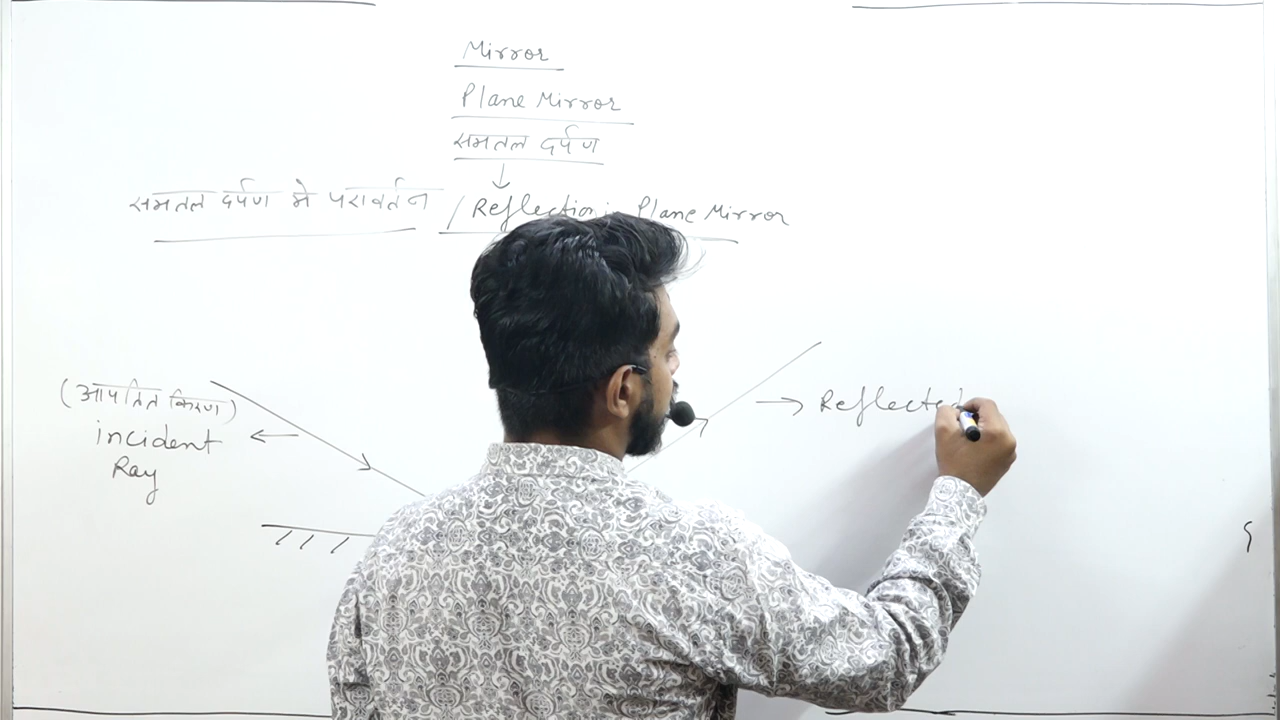 Mirror
Plane Mirror
समतल दर्पण
समतल दर्पण मे परावर्तन / Reflection Plane Mirror
(आपतित किरण)
incident
Ray
Reflected